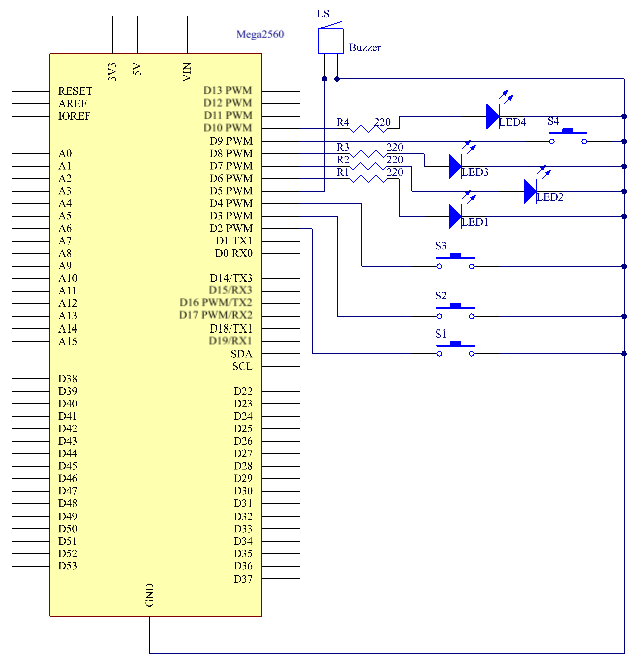 LS
Mega2560
Buzzer
3V3
5V
VIN
RESET
AREF
IOREF
A0
A1
A2
A3
A4
A5
A6
A7
A8
A9
A10
A11
A12
A13
A14
A15
D38
D39
D40
D41
D42
D43
D44
D45
D46
D47
D48
D49
D50
D51
D52
D53
D13 PWM
D12 PWM
D11 PWM
D10 PWM
D9 PWM
D8 PWM
D7 PWM
D6 PWM
D5 PWM
D4 PWM
D3 PWM
D2 PWM
D1 TX1
D0 RX0
D14/TX3
D15/RX3
D16 PWM/TX2
D17 PWM/RX2
D18/TX1
D19/RX1
SDA
SCL
D22
D23
D24
D25
D26
D27
D28
D29
D30
D31
D32
D33
D34
D35
D36
D37
GND
R4 220
LED4
S4
R3 220
LED3
R2 220
LED2
R1 220
LED1
S3
S2
S1